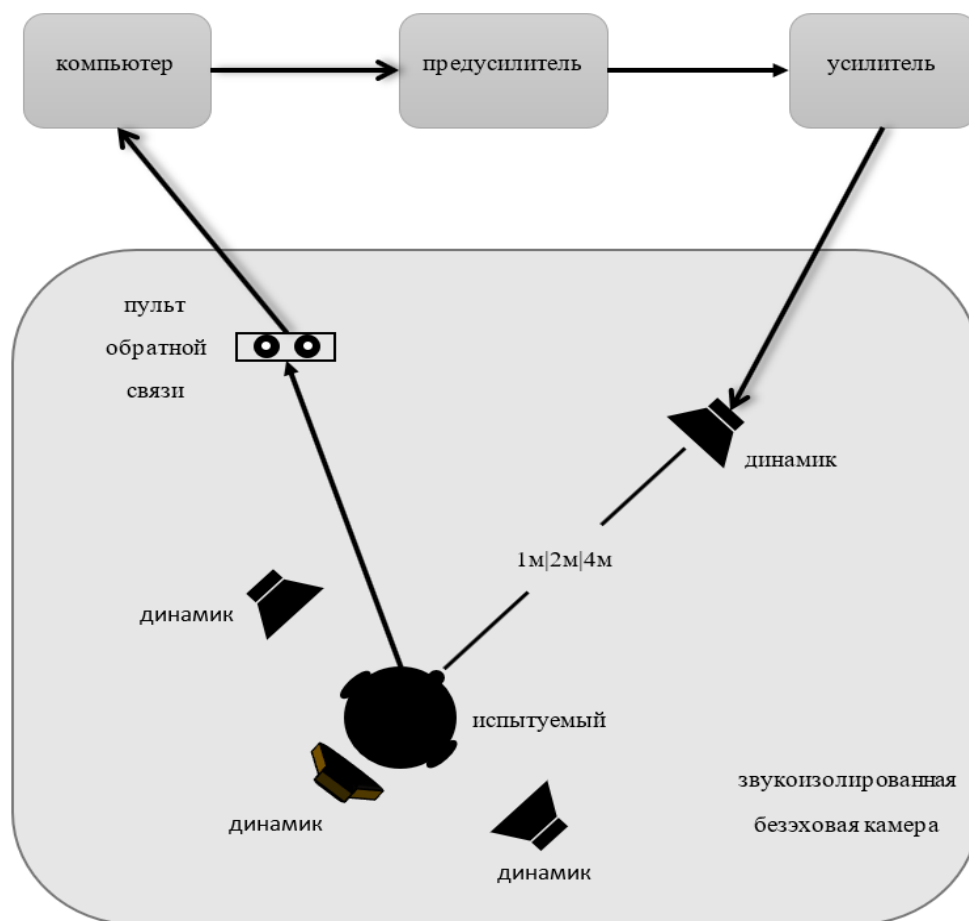 компьютер
предусилитель
усилитель
пульт
обратной
связи
динамик
1м|2м|4м
динамик
испытуемый
динамик
звукоизолированная
безэховая камера
динамик